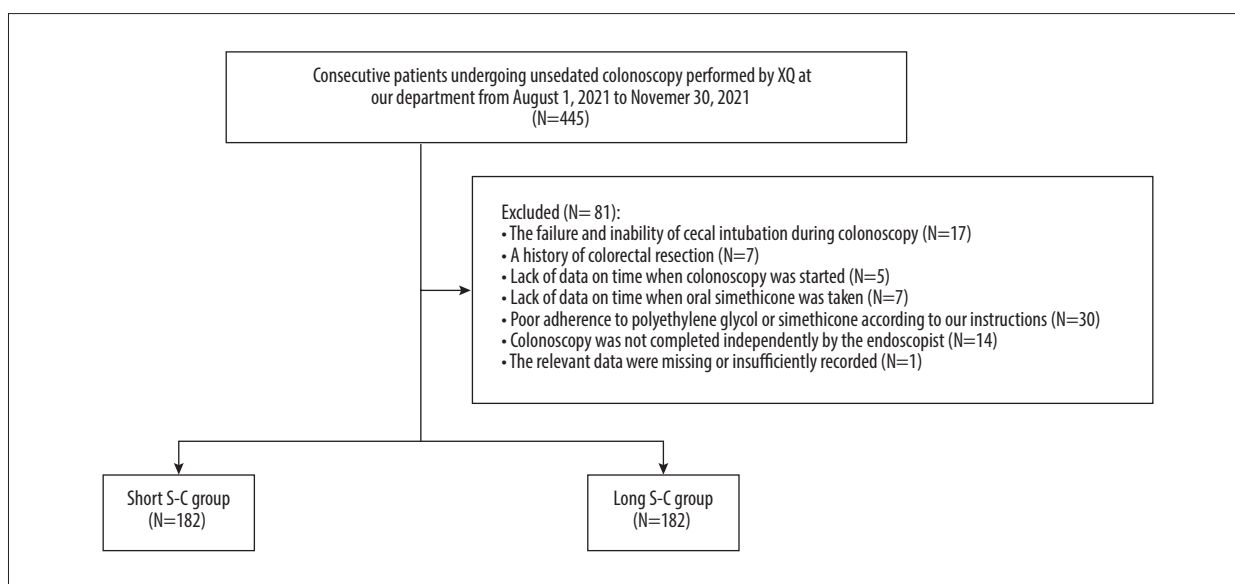 Consecutive patients undergoing unsedated colonoscopy performed by XQ at
our department from August 1, 2021 to Novemer 30, 2021
(N=445)
Excluded (N= 81):
• The failure and inability of cecal intubation during colonoscopy (N=17)
• A history of colorectal resection (N=7)
• Lack of data on time when colonoscopy was started (N=5)
• Lack of data on time when oral simethicone was taken (N=7)
• Poor adherence to polyethylene glycol or simethicone according to our instructions (N=30)
• Colonoscopy was not completed independently by the endoscopist (N=14)
• The relevant data were missing or insufficiently recorded (N=1)
Short S-C group
(N=182)
Long S-C group
(N=182)